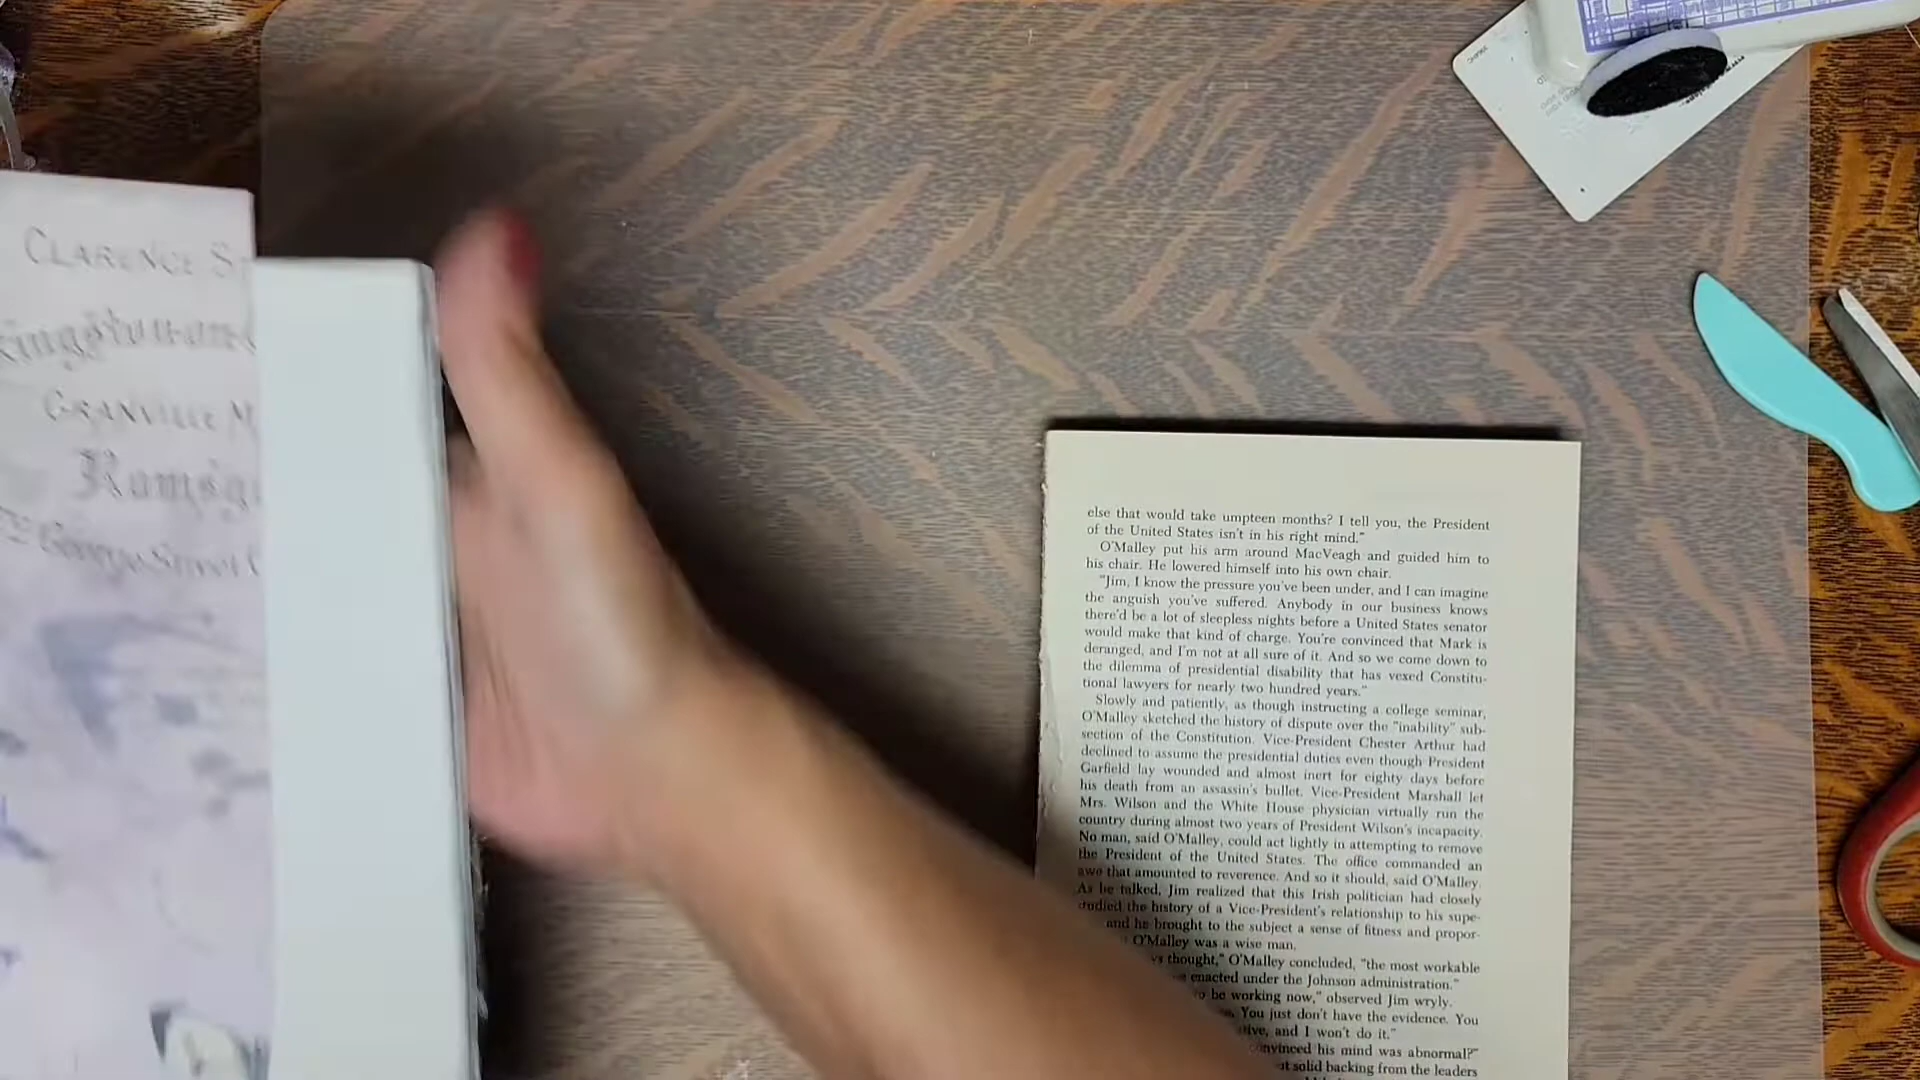 CLARENCE S
Kingstown on
GRANVILLE M
Ramsga
George Street
else that would take umpteen months? I tell you, the President
of the United States isn't in his right mind."
O'Malley put his arm around MacVeagh and guided him to
his chair. He lowered himself into his own chair.
"Jim, I know the pressure you've been under, and I can imagine
the anguish you've suffered. Anybody in our business knows
there'd be a lot of sleepless nights before a United States senator
would make that kind of charge. You're convinced that Mark is
deranged, and I'm not at all sure of it. And so we come down to
the dilemma of presidential disability that has vexed Constitu-
tional lawyers for nearly two hundred years."
Slowly and patiently, as though instructing a college seminar,
O'Malley sketched the history of dispute over the "inability" sub-
section of the Constitution. Vice-President Chester Arthur had
declined to assume the presidential duties even though President
Garfield lay wounded and almost inert for eighty days before
his death from an assassin's bullet. Vice-President Marshall let
Mrs. Wilson and the White House physician virtually run the
country during almost two years of President Wilson's incapacity.
No man, said O'Malley, could act lightly in attempting to remove
the President of the United States. The office commanded an
awe that amounted to reverence. And so it should, said O'Malley.
As he talked, Jim realized that this Irish politician had closely
studied the history of a Vice-President's relationship to his supe-
and he brought to the subject a sense of fitness and propor-
O'Malley was a wise man.
thought," O'Malley concluded, "the most workable
enacted under the Johnson administration."
to be working now," observed Jim wryly.
You just don't have the evidence. You
tive, and I won't do it."
convinced his mind was abnormal?"
at solid backing from the leaders